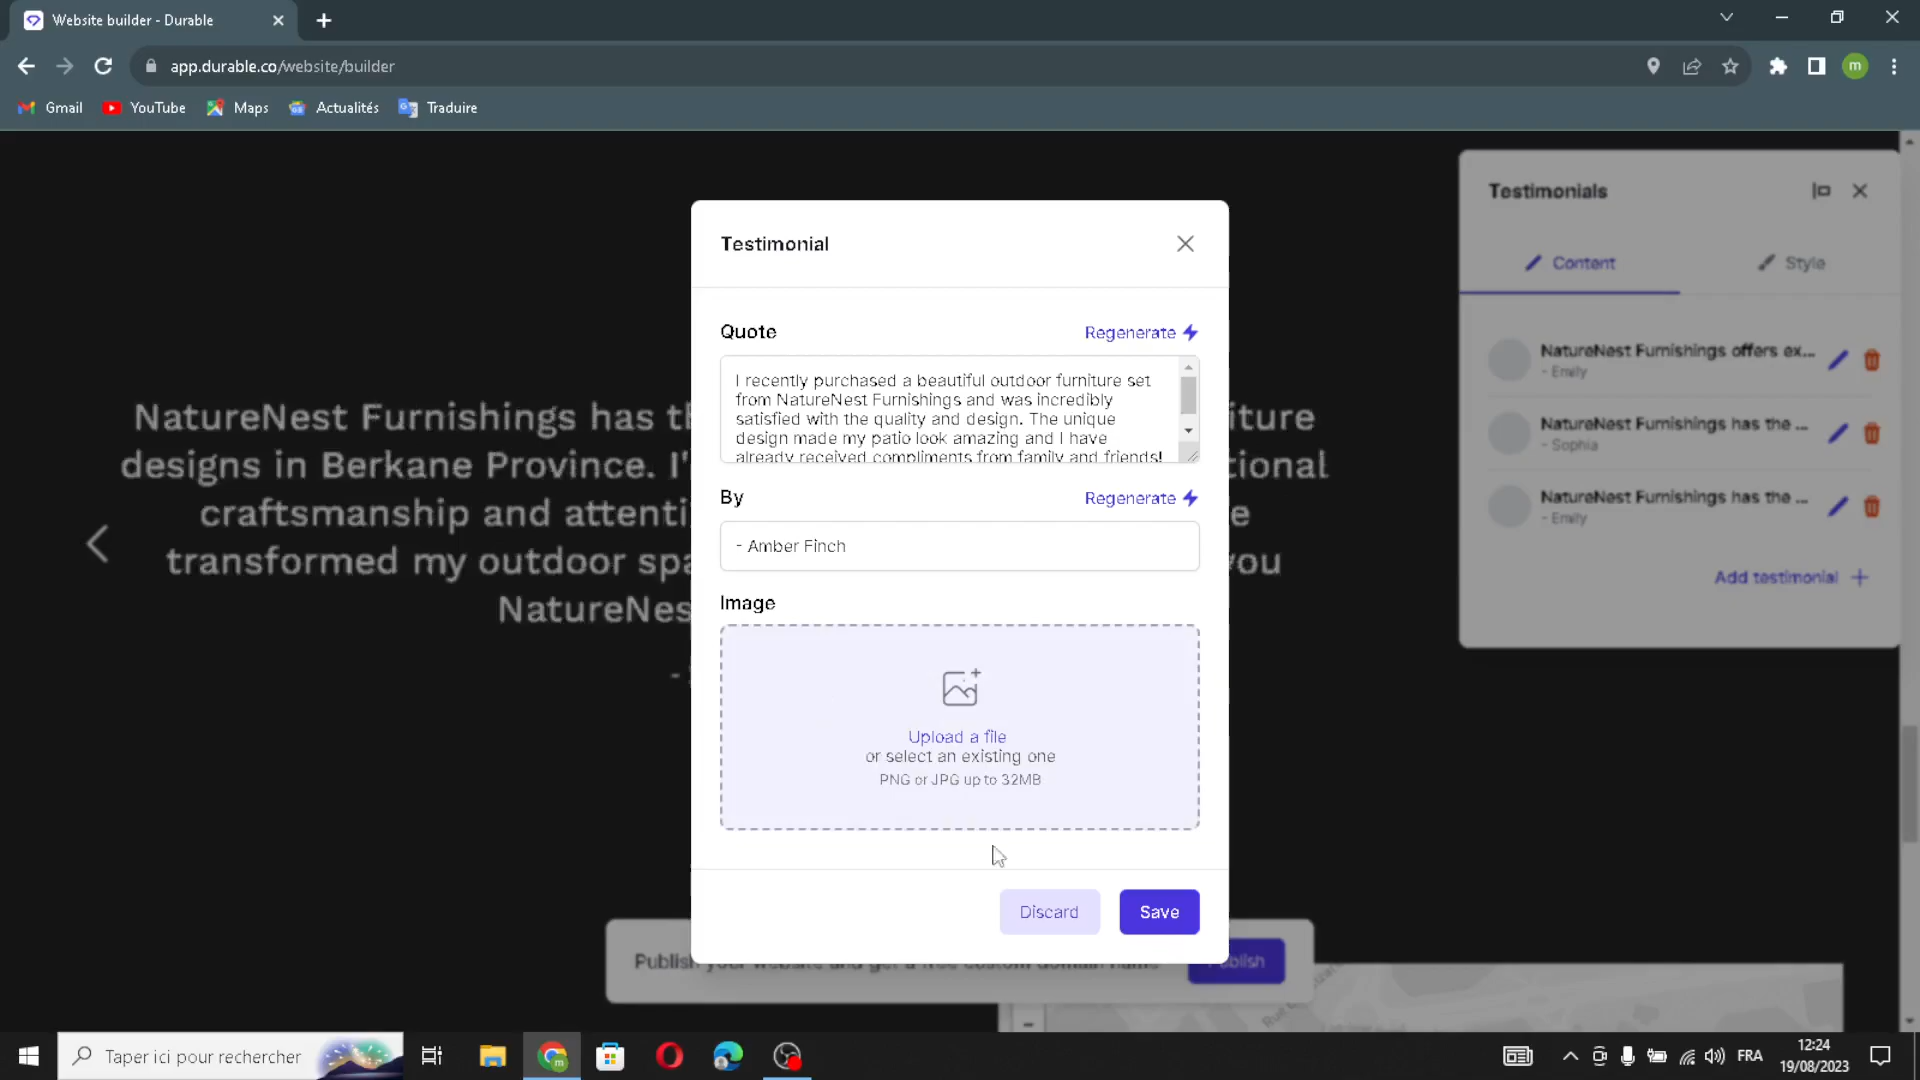 Website builder - Durable
app.durable.co/website/builder
m
Gmail
YouTube
Maps
Actualités
Traduire
Testimonials
Content
Style
NatureNest Furnishings offers ex...
- Emily
NatureNest Furnishings has the ...
- Sophia
NatureNest Furnishings has the ...
- Emily
Add testimonial
Testimonial
Quote
Regenerate
I recently purchased a beautiful outdoor furniture set
from NatureNest Furnishings and was incredibly
satisfied with the quality and design. The unique
design made my patio look amazing and I have
already received compliments from family and friends!
By
Regenerate
- Amber Finch
Image
Upload a file
or select an existing one
PNG or JPG up to 32MB
Discard
Save
NatureNest Furnishings has
designs in Berkane Province.
craftsmanship and
transformed my outdoor
Publish your website and get a free custom domain name
Taper ici pour rechercher
FRA
12:24
19/08/2023